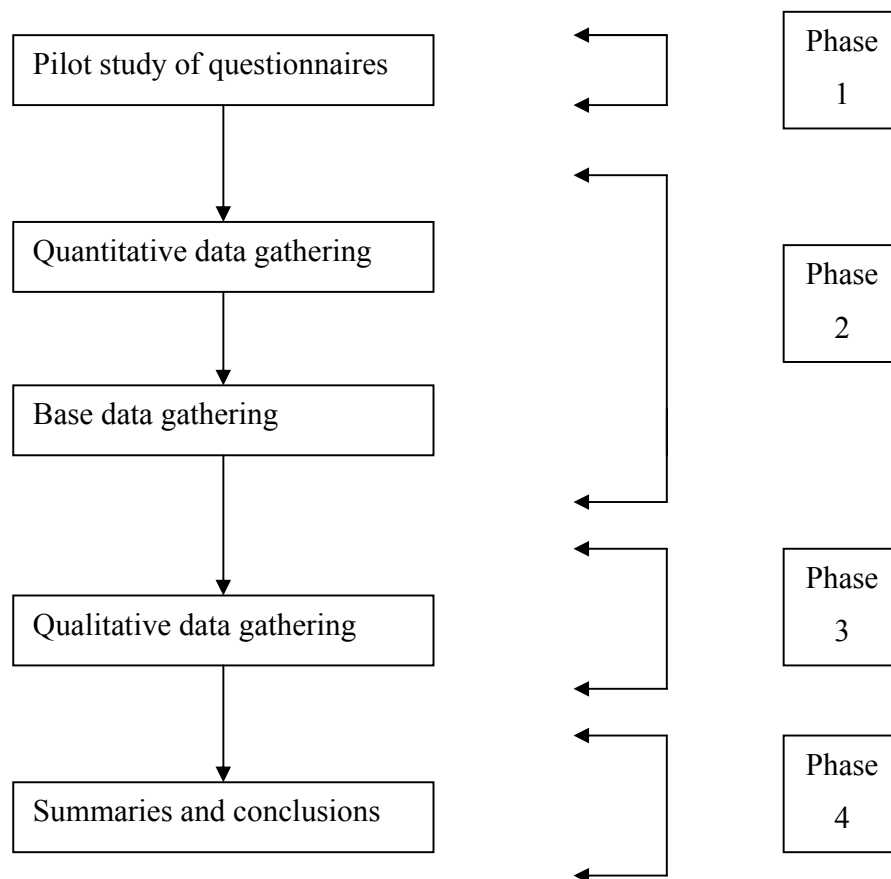 Pilot study of questionnaires
Phase
1
Quantitative data gathering
Phase
2
Base data gathering
Qualitative data gathering
Phase
3
Summaries and conclusions
Phase
4